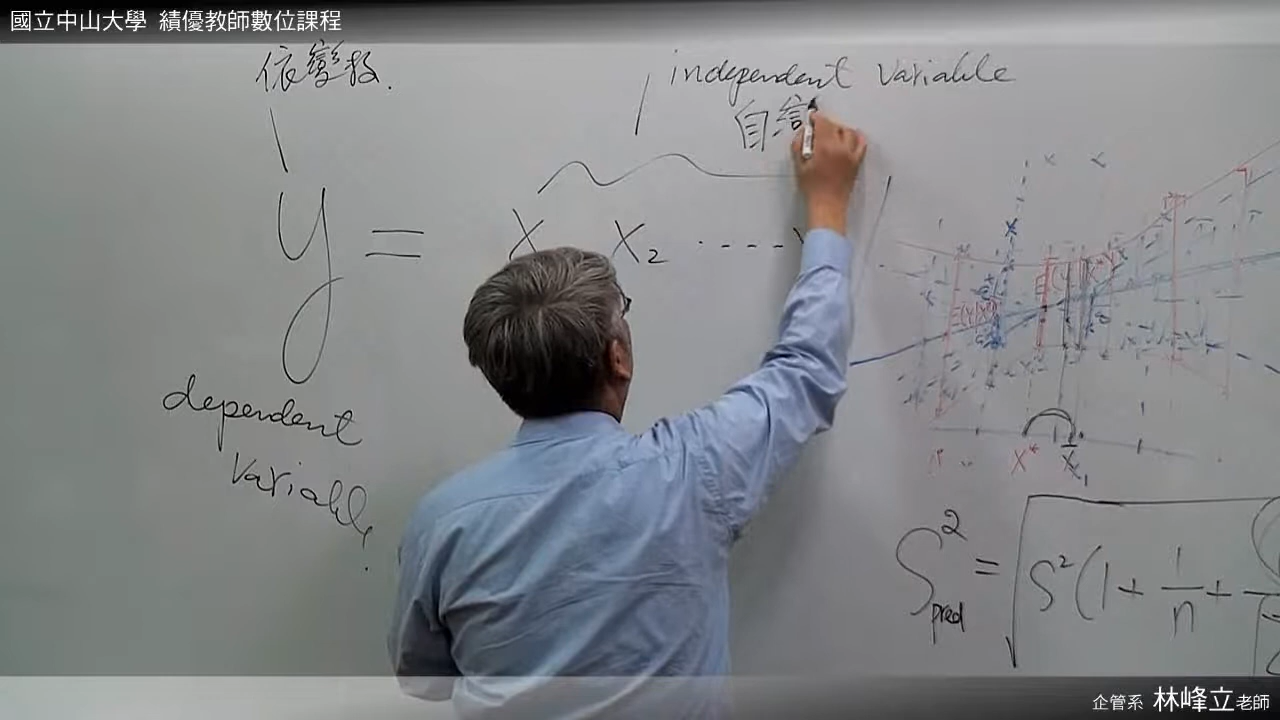 國立中山大學 績優教師數位課程
依變數.
independent variable
自
y = X X₂ ----
dependent
variable.
E(Y|X*)
X* X₁
S²pred = √ S²(1 + 1/n +
企管系 林峰立老師